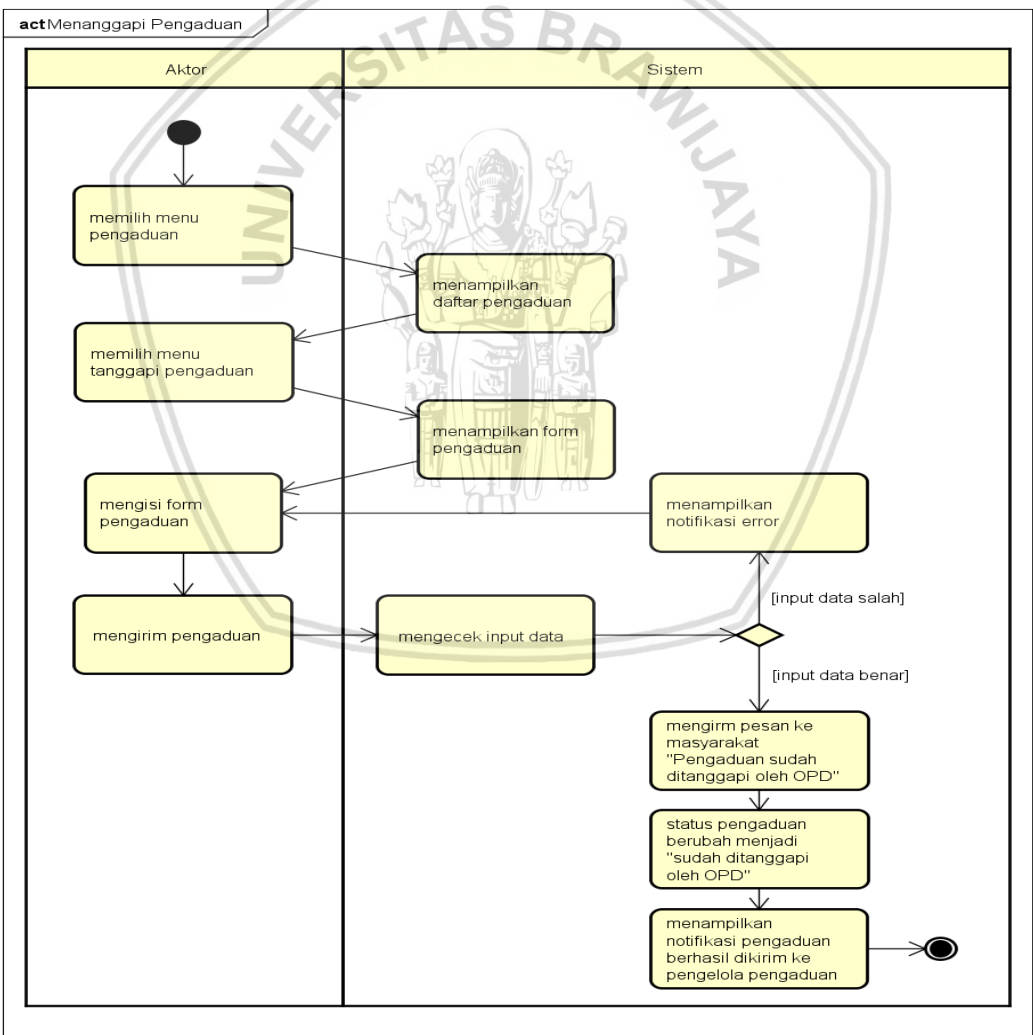 act Menanggapi Pengaduan
Aktor
Sistem
UNIVERSITAS BRAWIJAYA
memilih menu
pengaduan
menampilkan
daftar pengaduan
memilih menu
tanggapi pengaduan
menampilkan form
pengaduan
mengisi form
pengaduan
menampilkan
notifikasi error
[input data salah]
mengirim pengaduan
mengecek input data
[input data benar]
mengirm pesan ke
masyarakat
"Pengaduan sudah
ditanggapi oleh OPD"
status pengaduan
berubah menjadi
"sudah ditanggapi
oleh OPD"
menampilkan
notifikasi pengaduan
berhasil dikirim ke
pengelola pengaduan